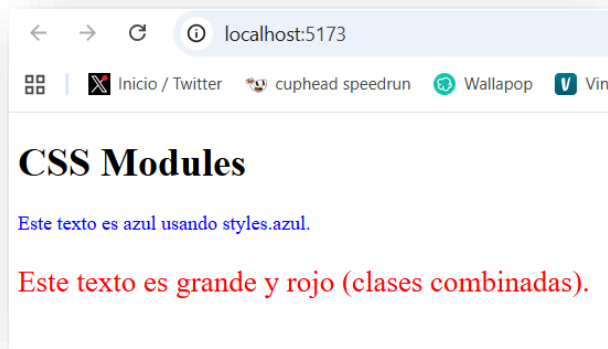 localhost:5173
Inicio / Twitter cuphead speedrun Wallapop Vin
CSS Modules
Este texto es azul usando styles.azul.
Este texto es grande y rojo (clases combinadas).